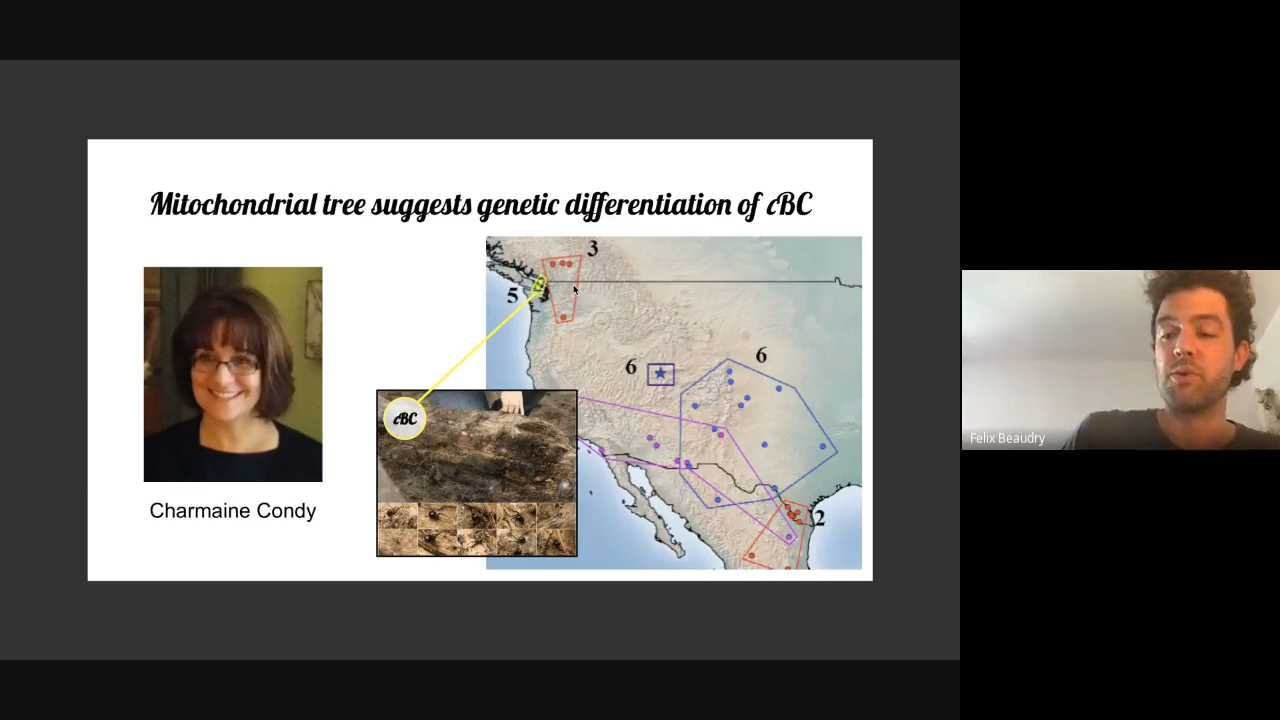 Mitochondrial tree suggests genetic differentiation of cBC
3
5
6
6
cBC
2
Charmaine Condy
Felix Beaudry